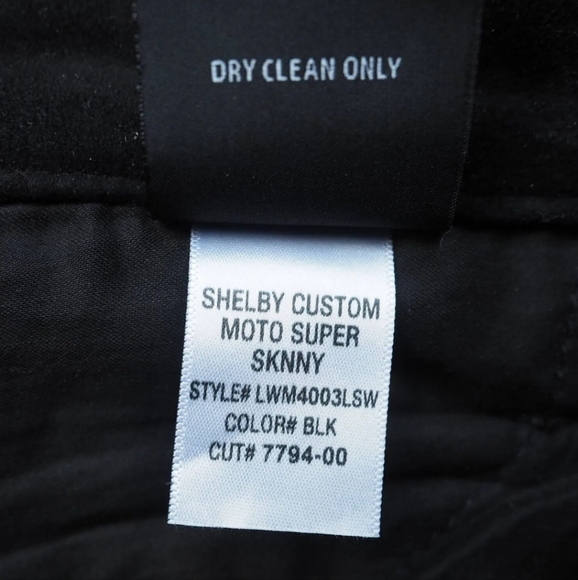 DRY CLEAN ONLY
SHELBY CUSTOM
MOTO SUPER
SKNNY
STYLE# LWM4003LSW
COLOR# BLK
CUT# 7794-00